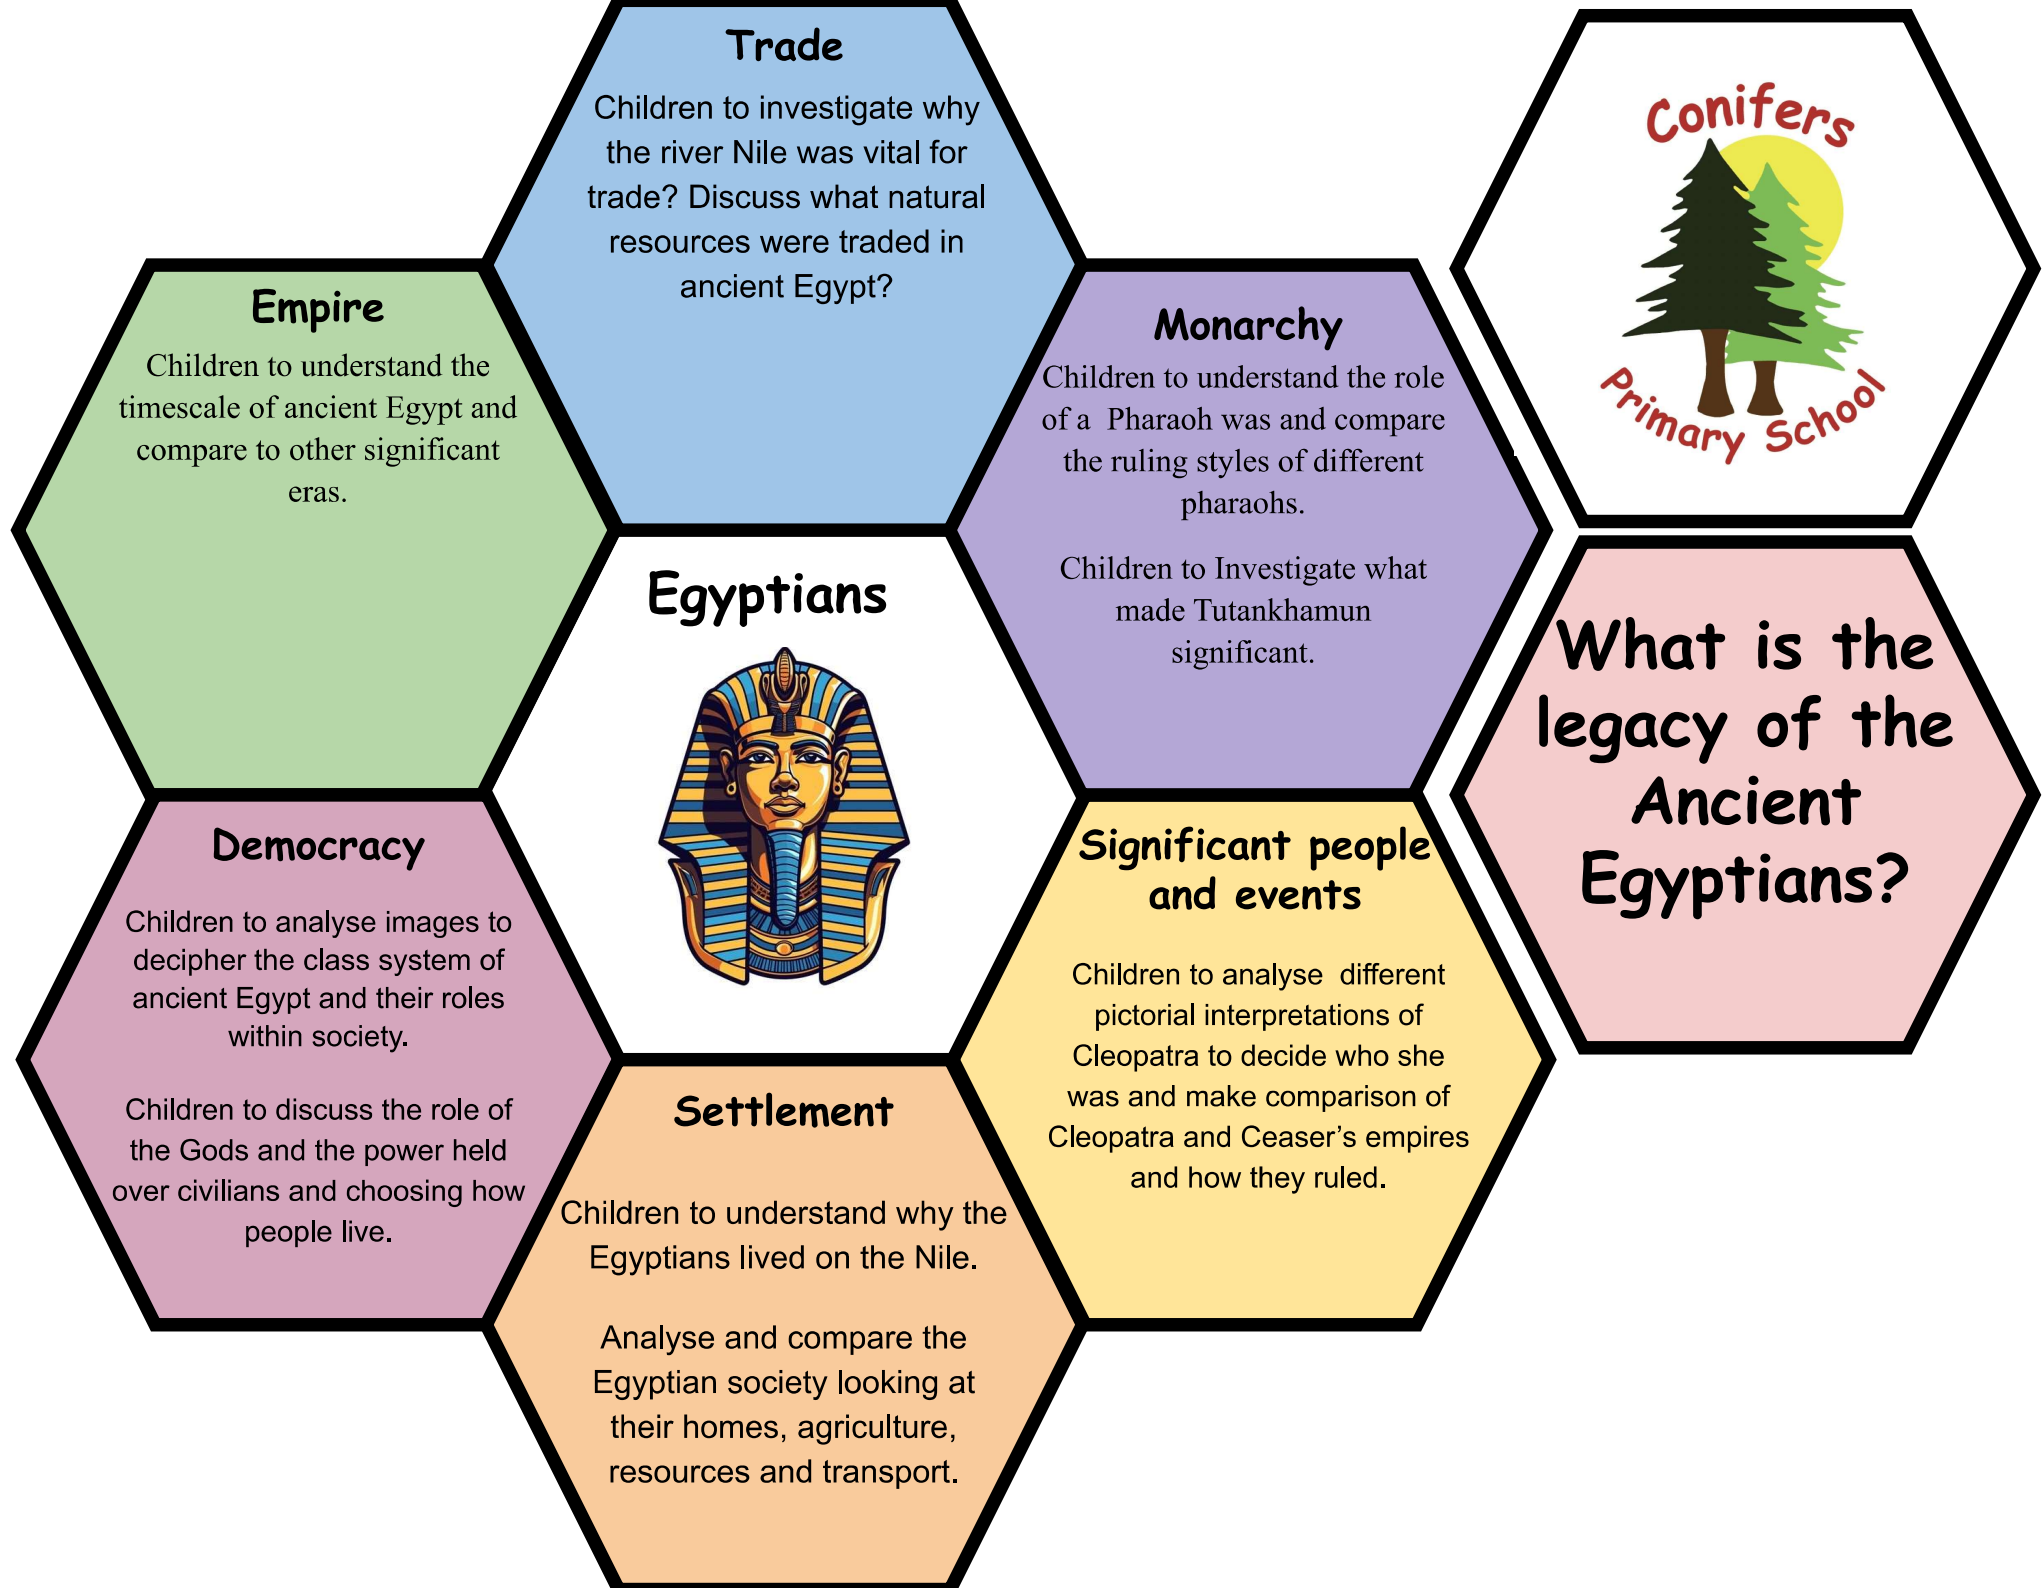 Trade
Children to investigate why
the river Nile was vital for
trade? Discuss what natural
resources were traded in
ancient Egypt?
Conifers
Primary School
Empire
Children to understand the
timescale of ancient Egypt and
compare to other significant
eras.
Monarchy
Children to understand the role
of a  Pharaoh was and compare
the ruling styles of different
pharaohs.
Children to Investigate what
made Tutankhamun
significant.
Egyptians
What is the
legacy of the
Ancient
Egyptians?
Democracy
Children to analyse images to
decipher the class system of
ancient Egypt and their roles
within society.
Children to discuss the role of
the Gods and the power held
over civilians and choosing how
people live.
Significant people
and events
Children to analyse  different
pictorial interpretations of
Cleopatra to decide who she
was and make comparison of
Cleopatra and Ceaser’s empires
and how they ruled.
Settlement
Children to understand why the
Egyptians lived on the Nile.
Analyse and compare the
Egyptian society looking at
their homes, agriculture,
resources and transport.